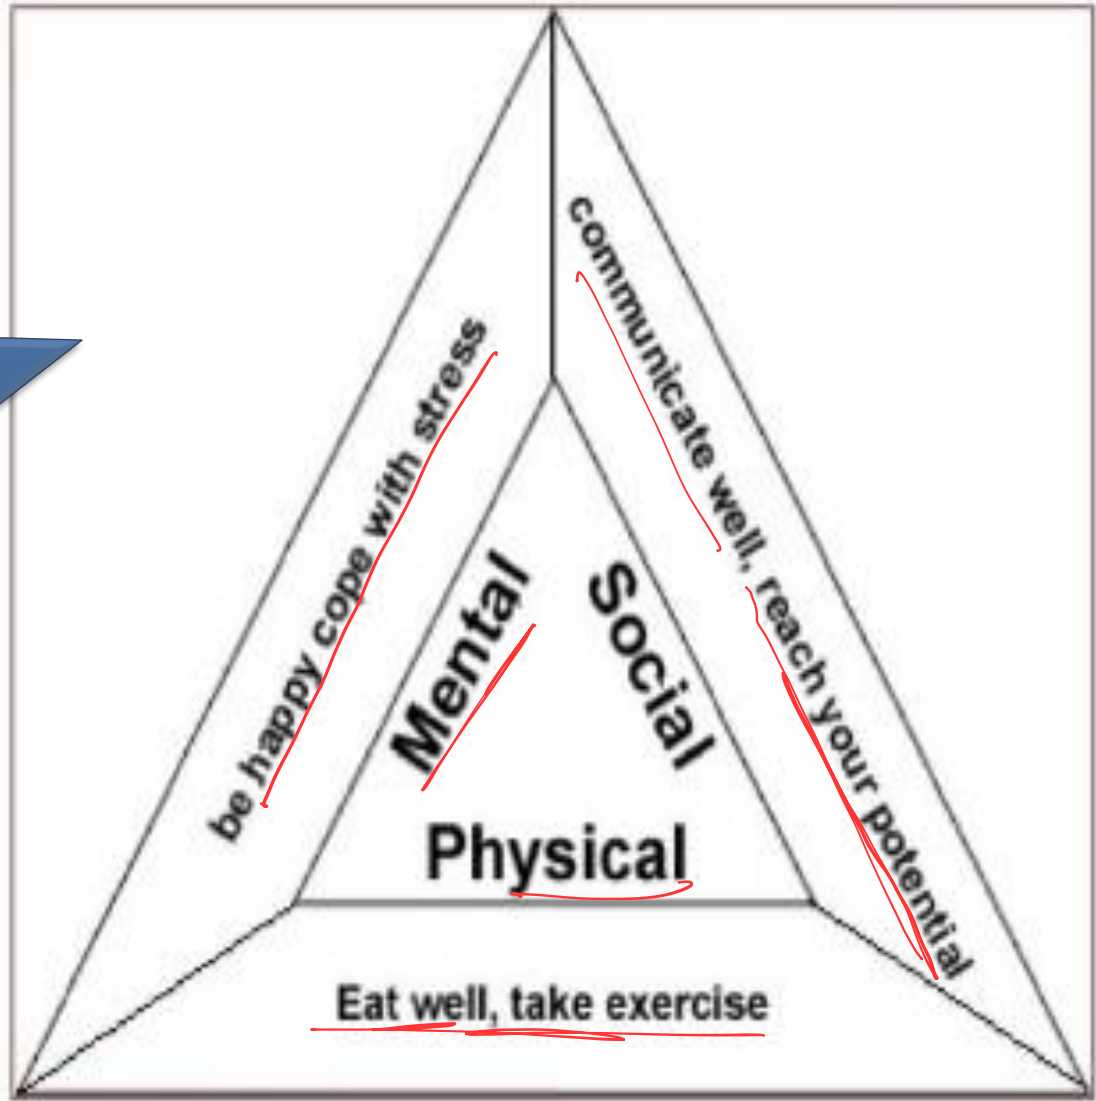 be happy cope with stress
communicate well, reach your potential
Mental
Social
Physical
Eat well, take exercise